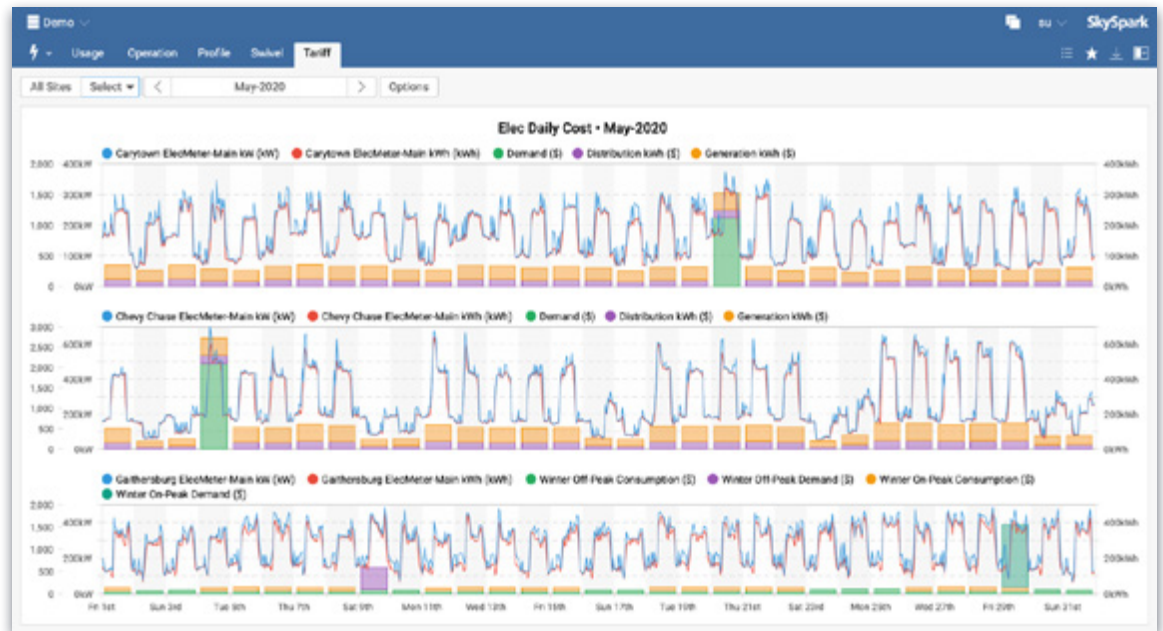 Demo su SkySpark
Usage Operation Profile Swivel Tariff
All Sites Select May-2020 Options
Elec Daily Cost • May-2020
Carytown ElecMeter-Main kW (kW) Carytown ElecMeter-Main kWh (kWh) Demand ($) Distribution kWh ($) Generation kWh ($)
2,000 400kW 400kWh
1,500 300kW 300kWh
1,000 200kW 200kWh
500 100kW 100kWh
0 0kW 0kWh
Chevy Chase ElecMeter-Main kW (kW) Chevy Chase ElecMeter-Main kWh (kWh) Demand ($) Distribution kWh ($) Generation kWh ($)
3,000
2,500 600kW 600kWh
2,000
1,500 400kW 400kWh
1,000 200kW 200kWh
500
0 0kW 0kWh
Gaithersburg ElecMeter-Main kW (kW) Gaithersburg ElecMeter-Main kWh (kWh) Winter Off-Peak Consumption ($) Winter Off-Peak Demand ($) Winter On-Peak Consumption ($)
Winter On-Peak Demand ($)
2,000
1,500 400kW 400kWh
1,000 200kW 200kWh
500
0 0kW 0kWh
Fri 1st Sun 3rd Tue 5th Thu 7th Sat 9th Mon 11th Wed 13th Fri 15th Sun 17th Tue 19th Thu 21st Sat 23rd Mon 25th Wed 27th Fri 29th Sun 31st